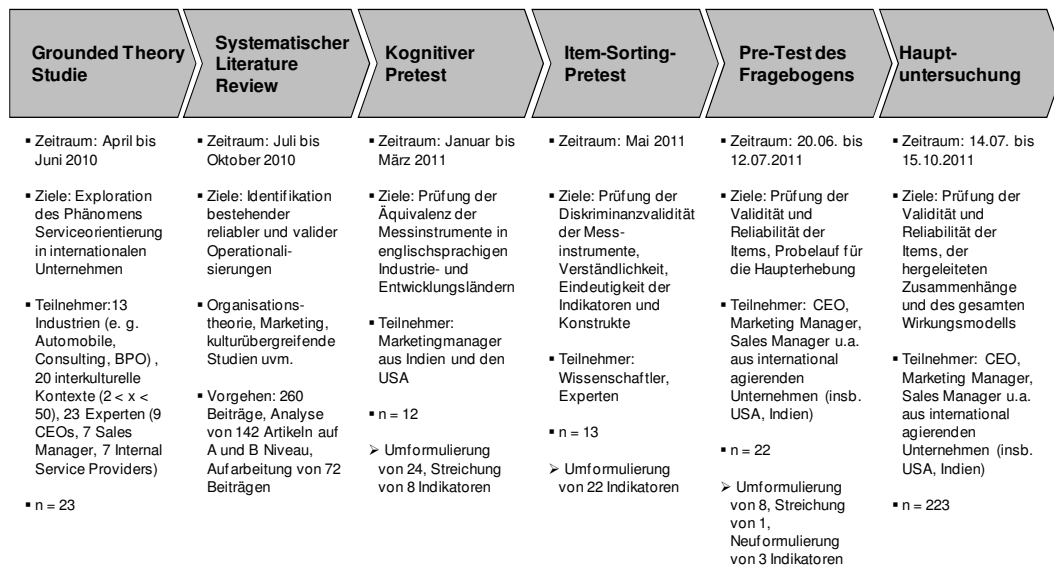 Grounded Theory
Studie
Systematischer
Literature
Review
Kognitiver
Pretest
Item-Sorting-
Pretest
Pre-Test des
Fragebogens
Haupt-
untersuchung
▪ Zeitraum: April bis
Juni 2010
▪ Ziele: Exploration
des Phänomens
Serviceorientierung
in internationalen
Unternehmen
▪ Teilnehmer:13
Industrien (e. g.
Automobile,
Consulting, BPO) ,
20 interkulturelle
Kontexte (2 < x <
50), 23 Experten (9
CEOs, 7 Sales
Manager, 7 Internal
Service Providers)
▪ n = 23
▪ Zeitraum: Juli bis
Oktober 2010
▪ Ziele: Identifikation
bestehender
reliabler und valider
Operationali-
sierungen
▪ Organisations-
theorie, Marketing,
kulturübergreifende
Studien uvm.
▪ Vorgehen: 260
Beiträge, Analyse
von 142 Artikeln auf
A und B Niveau,
Aufarbeitung von 72
Beiträgen
▪ Zeitraum: Januar bis
März 2011
▪ Ziele: Prüfung der
Äquivalenz der
Messinstrumente in
englischsprachigen
Industrie- und
Entwicklungsländern
▪ Teilnehmer:
Marketingmanager
aus Indien und den
USA
▪ n = 12
➢ Umformulierung
von 24, Streichung
von 8 Indikatoren
▪ Zeitraum: Mai 2011
▪ Ziele: Prüfung der
Diskriminanzvalidität
der Mess-
instrumente,
Verständlichkeit,
Eindeutigkeit der
Indikatoren und
Konstrukte
▪ Teilnehmer:
Wissenschaftler,
Experten
▪ n = 13
➢ Umformulierung
von 22 Indikatoren
▪ Zeitraum: 20.06. bis
12.07.2011
▪ Ziele: Prüfung der
Validität und
Reliabilität der
Items, Probelauf für
die Haupterhebung
▪ Teilnehmer: CEO,
Marketing Manager,
Sales Manager u.a.
aus international
agierenden
Unternehmen (insb.
USA, Indien)
▪ n = 22
➢ Umformulierung
von 8, Streichung
von 1,
Neuformulierung
von 3 Indikatoren
▪ Zeitraum: 14.07. bis
15.10.2011
▪ Ziele: Prüfung der
Validität und
Reliabilität der
Items, der
hergeleiteten
Zusammenhänge
und des gesamten
Wirkungsmodells
▪ Teilnehmer: CEO,
Marketing Manager,
Sales Manager u.a.
aus international
agierenden
Unternehmen (insb.
USA, Indien)
▪ n = 223